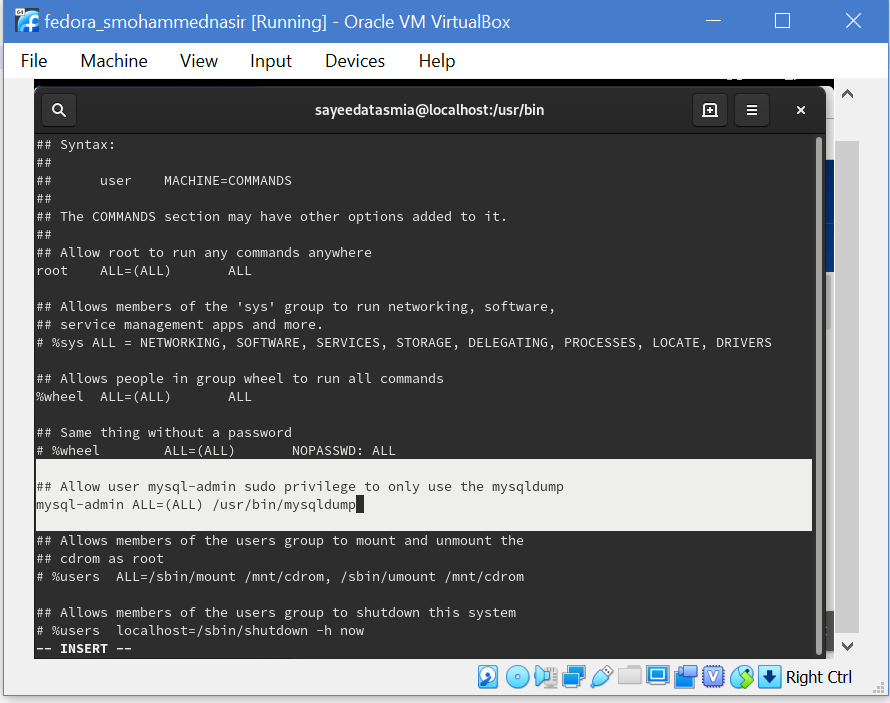 fedora_smohammednasir [Running] - Oracle VM VirtualBox
File Machine View Input Devices Help
sayeedatasmia@localhost:/usr/bin
## Syntax:
##
##      user    MACHINE=COMMANDS
##
## The COMMANDS section may have other options added to it.
##
## Allow root to run any commands anywhere
root    ALL=(ALL)       ALL
## Allows members of the 'sys' group to run networking, software,
## service management apps and more.
# %sys ALL = NETWORKING, SOFTWARE, SERVICES, STORAGE, DELEGATING, PROCESSES, LOCATE, DRIVERS
## Allows people in group wheel to run all commands
%wheel  ALL=(ALL)       ALL
## Same thing without a password
# %wheel        ALL=(ALL)       NOPASSWD: ALL
## Allow user mysql-admin sudo privilege to only use the mysqldump
mysql-admin ALL=(ALL) /usr/bin/mysqldump
## Allows members of the users group to mount and unmount the
## cdrom as root
# %users  ALL=/sbin/mount /mnt/cdrom, /sbin/umount /mnt/cdrom
## Allows members of the users group to shutdown this system
# %users  localhost=/sbin/shutdown -h now
-- INSERT --
Right Ctrl